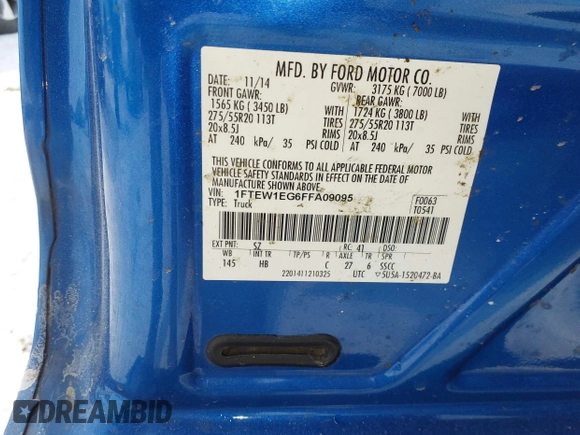 MFD. BY FORD MOTOR CO.
DATE: 11/14 GVWR: 3175 KG ( 7000 LB)
FRONT GAWR: REAR GAWR:
1565 KG ( 3450 LB) WITH 1724 KG ( 3800 LB) WITH
275/55R20 113T TIRES 275/55R20 113T TIRES
20x8.5J RIMS 20x8.5J RIMS
AT 240 kPa/ 35 PSI COLD AT 240 kPa/ 35 PSI COLD
THIS VEHICLE CONFORMS TO ALL APPLICABLE FEDERAL MOTOR
VEHICLE SAFETY AND THEFT PREVENTION STANDARDS IN EFFECT ON THE DATE OF
MANUFACTURE SHOWN ABOVE.
VIN: 1FTEW1EG6FFA09095 F0063
TYPE: Truck T0541
EXT PNT: SZ RC: 41 DSO:
WB INT TR TP/PS R AXLE TR SPR
145 HB C 27 6 SSCC
2201411210325 UTC ▽5U5A-1520472-BA
DREAMBID